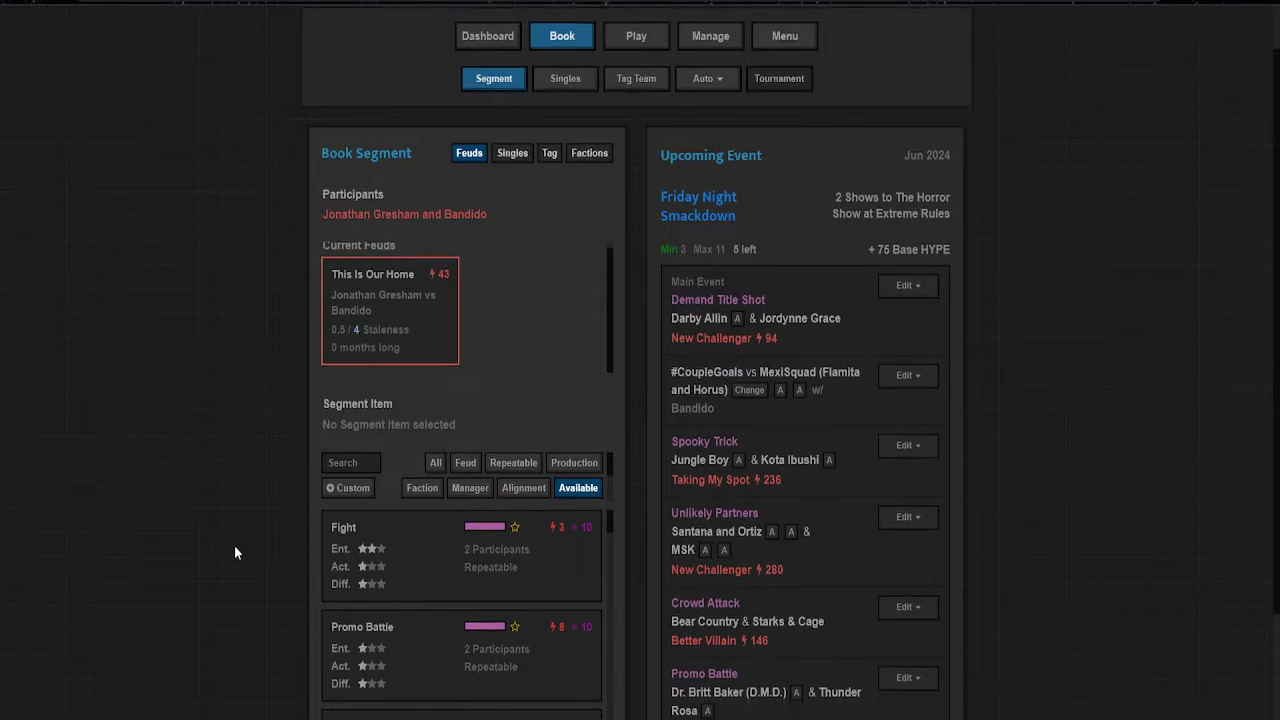 Dashboard Book Play Manage Menu
Segment Singles Tag Team Auto Tournament
Book Segment Feuds Singles Tag Factions
Participants
Jonathan Gresham and Bandido
Current Feuds
This Is Our Home 43
Jonathan Gresham vs
Bandido
0.5 / 4 Staleness
0 months long
Segment Item
No Segment Item selected
Search All Feud Repeatable Production
Custom Faction Manager Alignment Available
Fight 3 10
Ent. 2 Participants
Act. Repeatable
Diff.
Promo Battle 8 10
Ent. 2 Participants
Act. Repeatable
Diff.
Upcoming Event Jun 2024
Friday Night 2 Shows to The Horror
Smackdown Show at Extreme Rules
Min 3 Max 11 5 left + 75 Base HYPE
Main Event Edit
Demand Title Shot
Darby Allin A & Jordynne Grace
New Challenger 94
#CoupleGoals vs MexiSquad (Flamita Edit
and Horus) Change A A w/
Bandido
Spooky Trick Edit
Jungle Boy A & Kota Ibushi A
Taking My Spot 236
Unlikely Partners Edit
Santana and Ortiz A A &
MSK A A
New Challenger 280
Crowd Attack Edit
Bear Country & Starks & Cage
Better Villain 146
Promo Battle Edit
Dr. Britt Baker (D.M.D.) A & Thunder
Rosa A